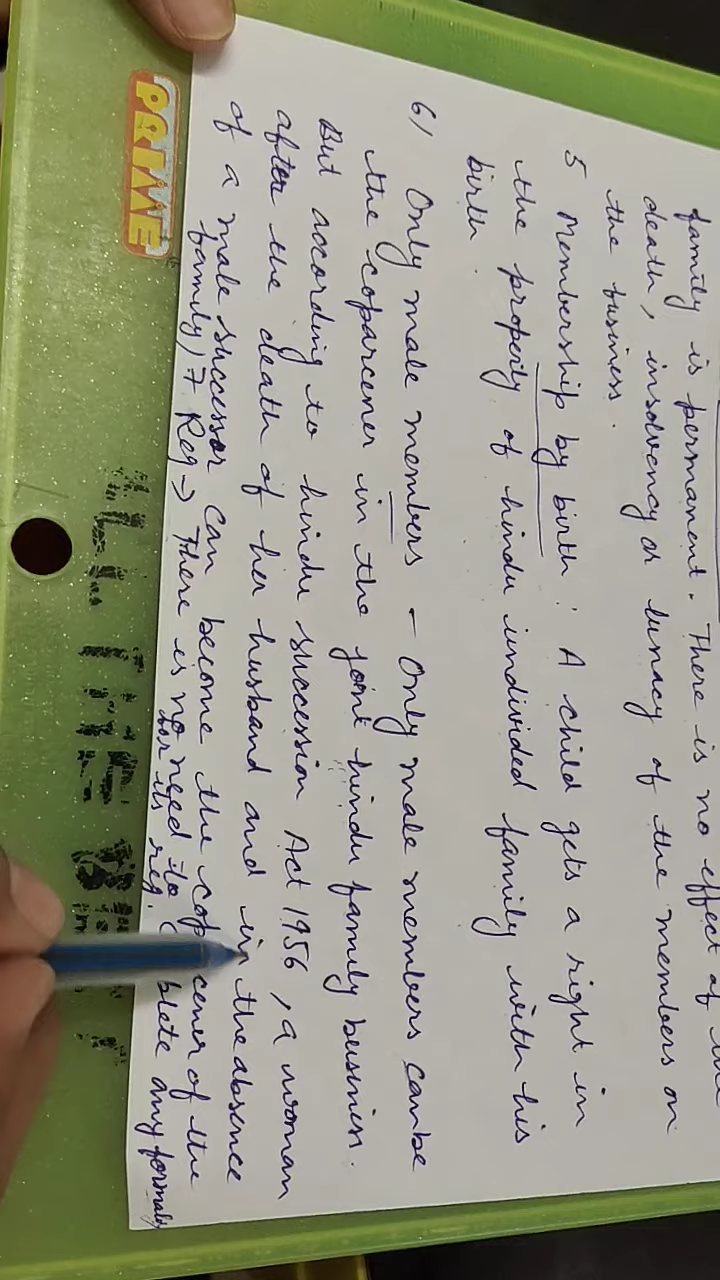 family is permanent. There is no effect of the
death, insolvency or lunacy of the members on
the business.
5 Membership by birth : A child gets a right in
the property of hindu undivided family with his
birth.
6) Only male members – Only male members can be
the coparcener in the joint hindu family business.
But according to hindu succession Act 1956, a woman
after the death of her husband and in the absence
of a male successor can become the cop cener of the
family) 7 Reg → There is no need to plete any formality
for its reg.
PRIME